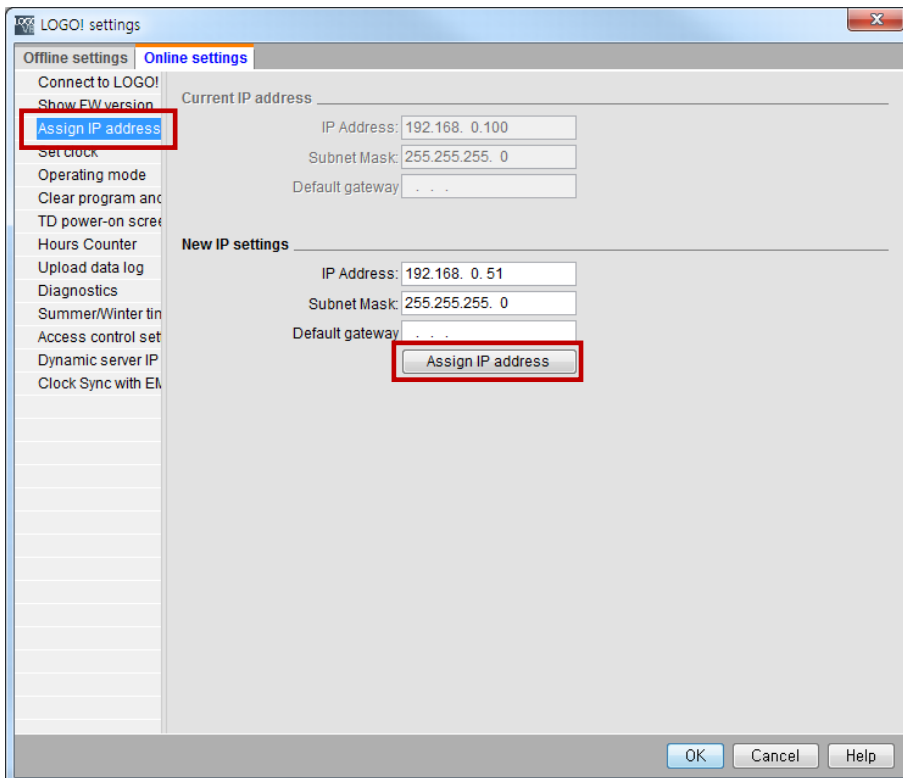 LOGO! settings
Offline settings Online settings
Connect to LOGO!
Show FW version
Assign IP address
Set clock
Operating mode
Clear program and
TD power-on scree
Hours Counter
Upload data log
Diagnostics
Summer/Winter tin
Access control set
Dynamic server IP
Clock Sync with EM
Current IP address
IP Address: 192.168. 0.100
Subnet Mask: 255.255.255. 0
Default gateway . . .
New IP settings
IP Address: 192.168. 0. 51
Subnet Mask: 255.255.255. 0
Default gateway . . .
Assign IP address
OK Cancel Help